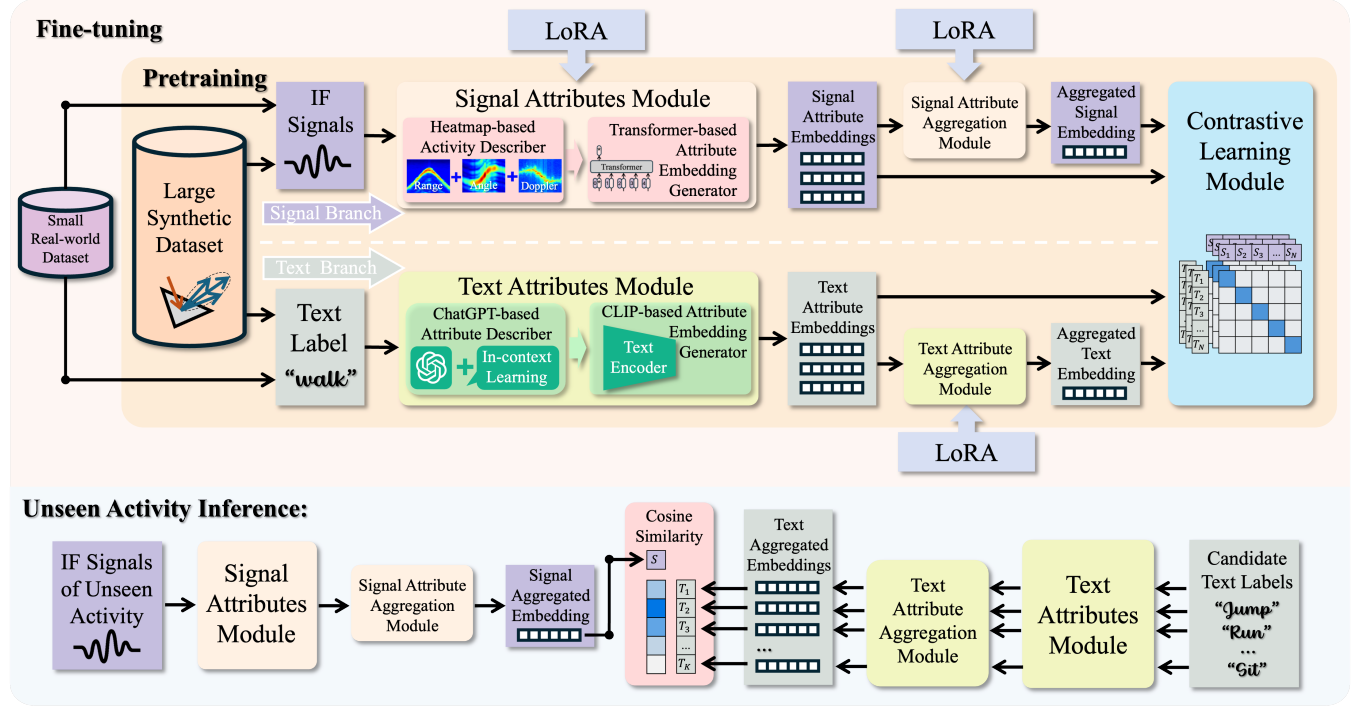 Fine-tuning
LoRA
LoRA
Pretraining
IF
Signals
Signal Attributes Module
Heatmap-based
Activity Describer
Range
+
Angle
+
Doppler
Transformer-based
Attribute
Embedding
Generator
Transformer
Signal
Attribute
Embeddings
Signal Attribute
Aggregation
Module
Aggregated
Signal
Embedding
Contrastive
Learning
Module
Small
Real-world
Dataset
Large
Synthetic
Dataset
Signal Branch
Text Branch
Text
Label
“walk”
Text Attributes Module
ChatGPT-based
Attribute Describer
+
In-context
Learning
CLIP-based Attribute
Embedding
Generator
Text
Encoder
Text
Attribute
Embeddings
Text Attribute
Aggregation
Module
Aggregated
Text
Embedding
S1 S2 S3 ... SN
T1
T2
T3
...
TN
LoRA
Unseen Activity Inference:
IF Signals
of Unseen
Activity
Signal
Attributes
Module
Signal Attribute
Aggregation
Module
Signal
Aggregated
Embedding
Cosine
Similarity
S
T1
T2
T3
...
TK
Text
Aggregated
Embeddings
...
Text
Attribute
Aggregation
Module
Text
Attributes
Module
Candidate
Text Labels
“Jump”
“Run”
...
“Sit”